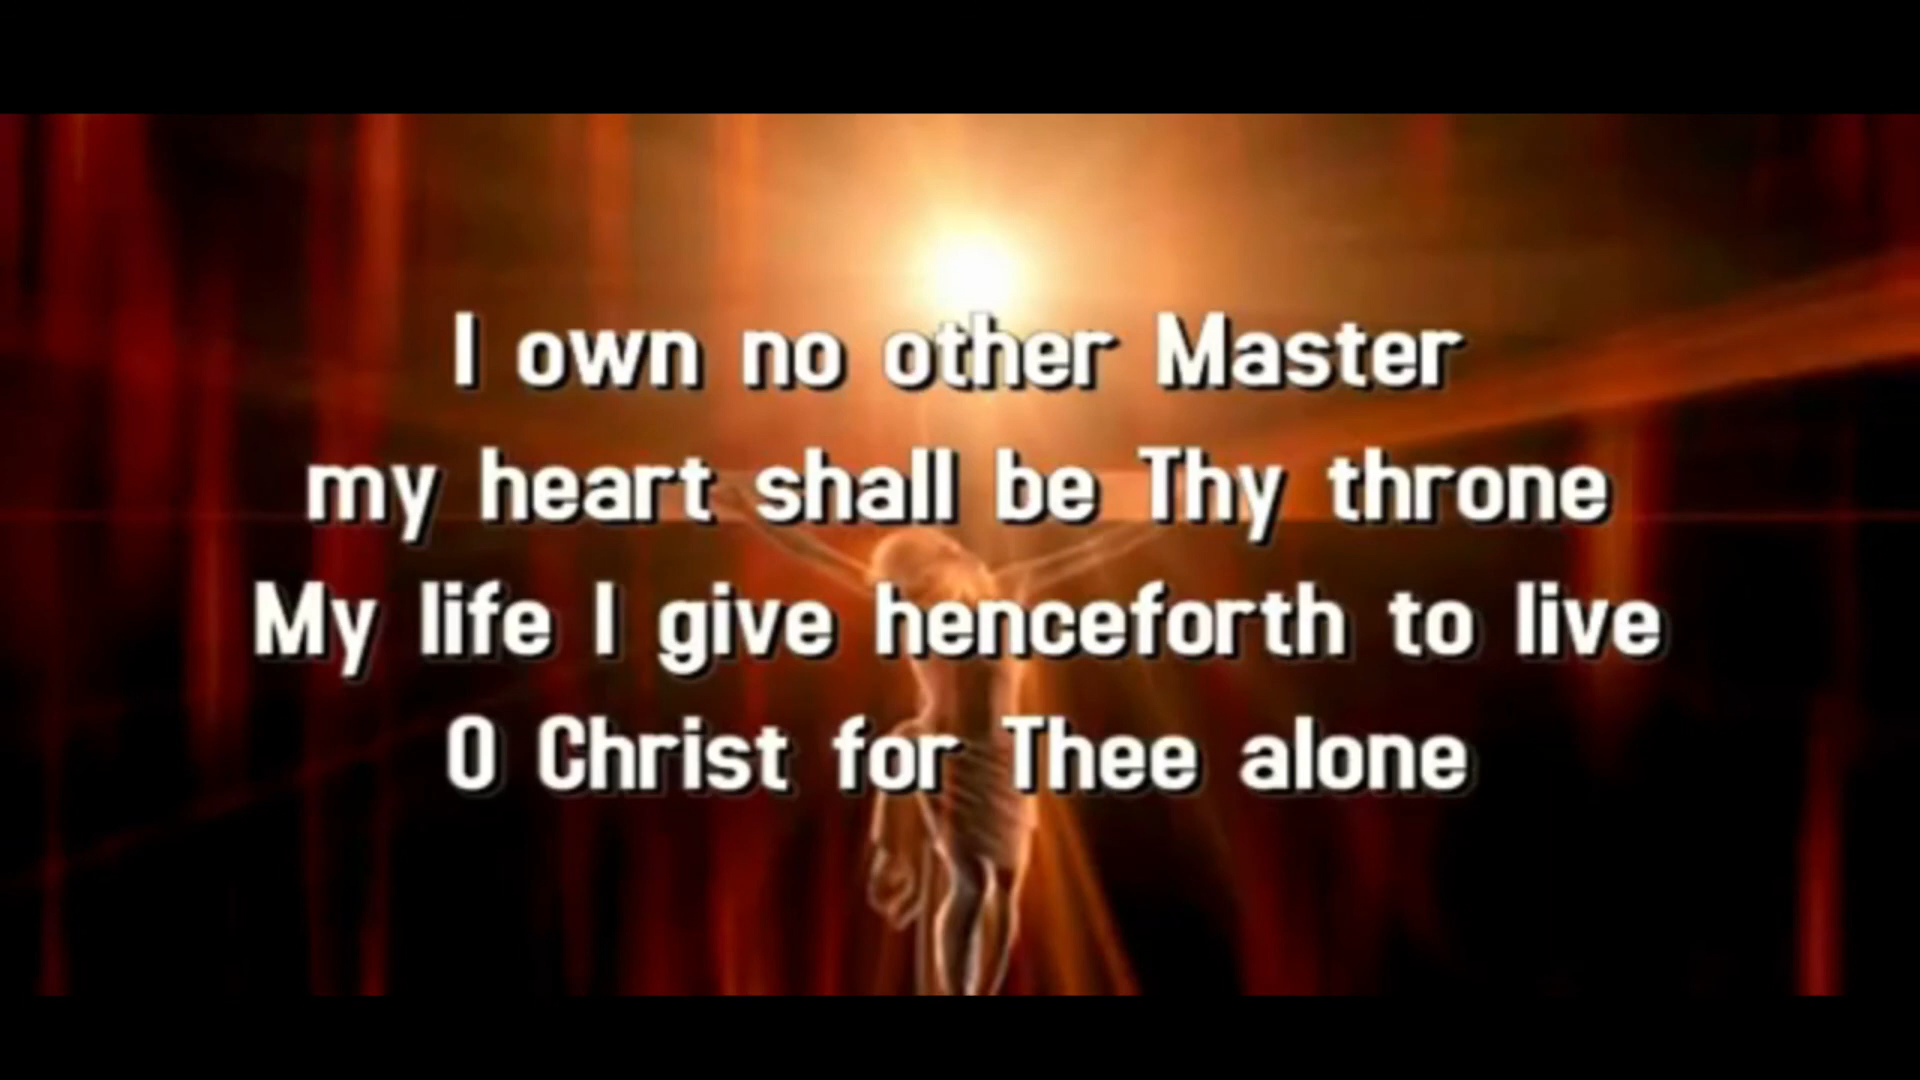 I own no other Master
my heart shall be Thy throne
My life I give henceforth to live
O Christ for Thee alone